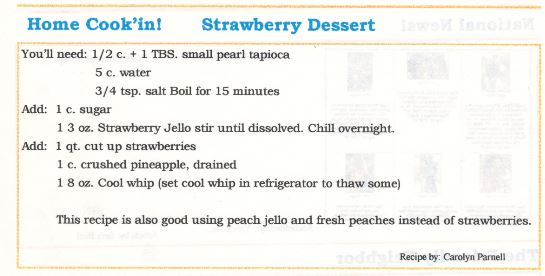 Home Cook'in! Strawberry Dessert
You'll need: 1/2 c. + 1 TBS. small pearl tapioca
5 c. water
3/4 tsp. salt Boil for 15 minutes
Add: 1 c. sugar
1 3 oz. Strawberry Jello stir until dissolved. Chill overnight.
Add: 1 qt. cut up strawberries
1 c. crushed pineapple, drained
1 8 oz. Cool whip (set cool whip in refrigerator to thaw some)
This recipe is also good using peach jello and fresh peaches instead of strawberries.
Recipe by: Carolyn Parnell